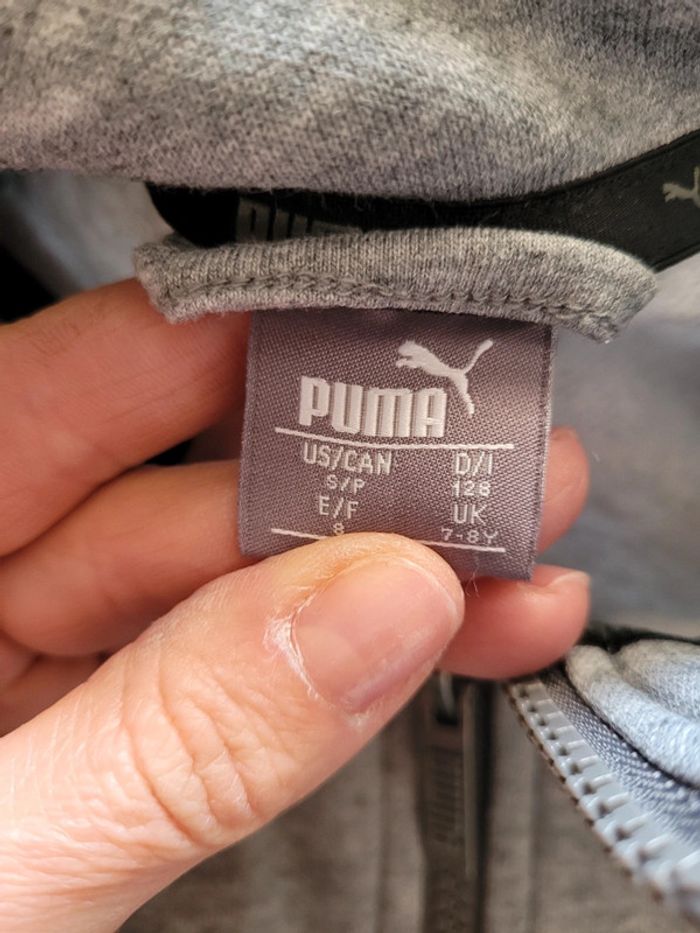 PUMA
US/CAN D/I
S/P 128
E/F UK
8 7-8Y